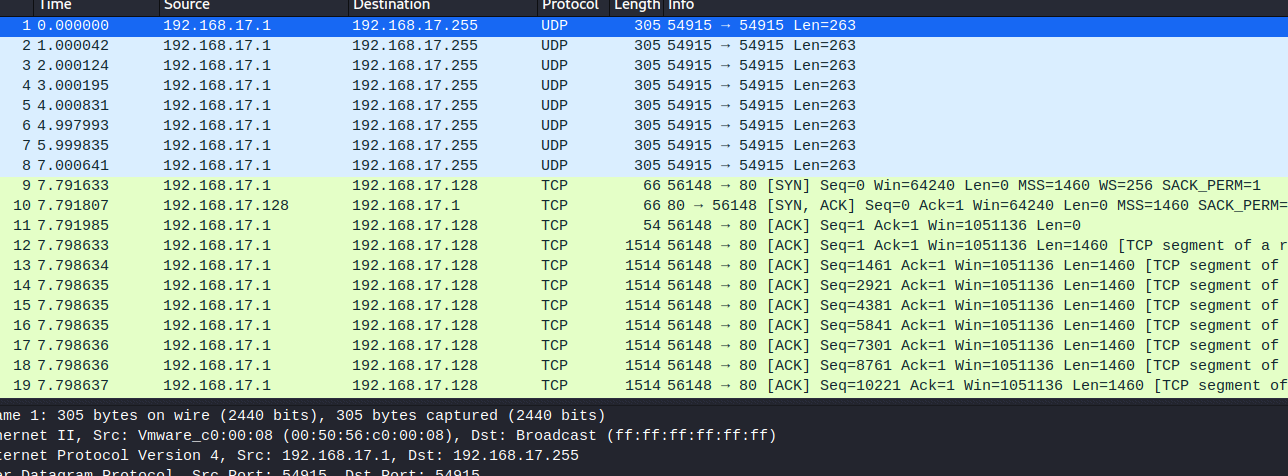 Time Source Destination Protocol Length Info
1 0.000000 192.168.17.1 192.168.17.255 UDP 305 54915 → 54915 Len=263
2 1.000042 192.168.17.1 192.168.17.255 UDP 305 54915 → 54915 Len=263
3 2.000124 192.168.17.1 192.168.17.255 UDP 305 54915 → 54915 Len=263
4 3.000195 192.168.17.1 192.168.17.255 UDP 305 54915 → 54915 Len=263
5 4.000831 192.168.17.1 192.168.17.255 UDP 305 54915 → 54915 Len=263
6 4.997993 192.168.17.1 192.168.17.255 UDP 305 54915 → 54915 Len=263
7 5.999835 192.168.17.1 192.168.17.255 UDP 305 54915 → 54915 Len=263
8 7.000641 192.168.17.1 192.168.17.255 UDP 305 54915 → 54915 Len=263
9 7.791633 192.168.17.1 192.168.17.128 TCP 66 56148 → 80 [SYN] Seq=0 Win=64240 Len=0 MSS=1460 WS=256 SACK_PERM=1
10 7.791807 192.168.17.128 192.168.17.1 TCP 66 80 → 56148 [SYN, ACK] Seq=0 Ack=1 Win=64240 Len=0 MSS=1460 SACK_PERM=
11 7.791985 192.168.17.1 192.168.17.128 TCP 54 56148 → 80 [ACK] Seq=1 Ack=1 Win=1051136 Len=0
12 7.798633 192.168.17.1 192.168.17.128 TCP 1514 56148 → 80 [ACK] Seq=1 Ack=1 Win=1051136 Len=1460 [TCP segment of a r
13 7.798634 192.168.17.1 192.168.17.128 TCP 1514 56148 → 80 [ACK] Seq=1461 Ack=1 Win=1051136 Len=1460 [TCP segment of
14 7.798635 192.168.17.1 192.168.17.128 TCP 1514 56148 → 80 [ACK] Seq=2921 Ack=1 Win=1051136 Len=1460 [TCP segment of
15 7.798635 192.168.17.1 192.168.17.128 TCP 1514 56148 → 80 [ACK] Seq=4381 Ack=1 Win=1051136 Len=1460 [TCP segment of
16 7.798635 192.168.17.1 192.168.17.128 TCP 1514 56148 → 80 [ACK] Seq=5841 Ack=1 Win=1051136 Len=1460 [TCP segment of
17 7.798636 192.168.17.1 192.168.17.128 TCP 1514 56148 → 80 [ACK] Seq=7301 Ack=1 Win=1051136 Len=1460 [TCP segment of
18 7.798636 192.168.17.1 192.168.17.128 TCP 1514 56148 → 80 [ACK] Seq=8761 Ack=1 Win=1051136 Len=1460 [TCP segment of
19 7.798637 192.168.17.1 192.168.17.128 TCP 1514 56148 → 80 [ACK] Seq=10221 Ack=1 Win=1051136 Len=1460 [TCP segment of
ame 1: 305 bytes on wire (2440 bits), 305 bytes captured (2440 bits)
hernet II, Src: Vmware_c0:00:08 (00:50:56:c0:00:08), Dst: Broadcast (ff:ff:ff:ff:ff:ff)
ternet Protocol Version 4, Src: 192.168.17.1, Dst: 192.168.17.255
er Datagram Protocol, Src Port: 54915, Dst Port: 54915